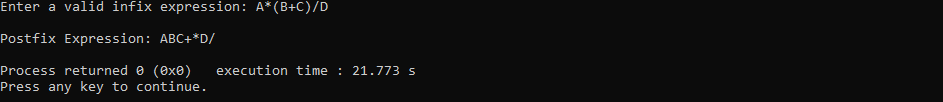 Enter a valid infix expression: A*(B+C)/D
Postfix Expression: ABC+*D/
Process returned 0 (0x0)   execution time : 21.773 s
Press any key to continue.